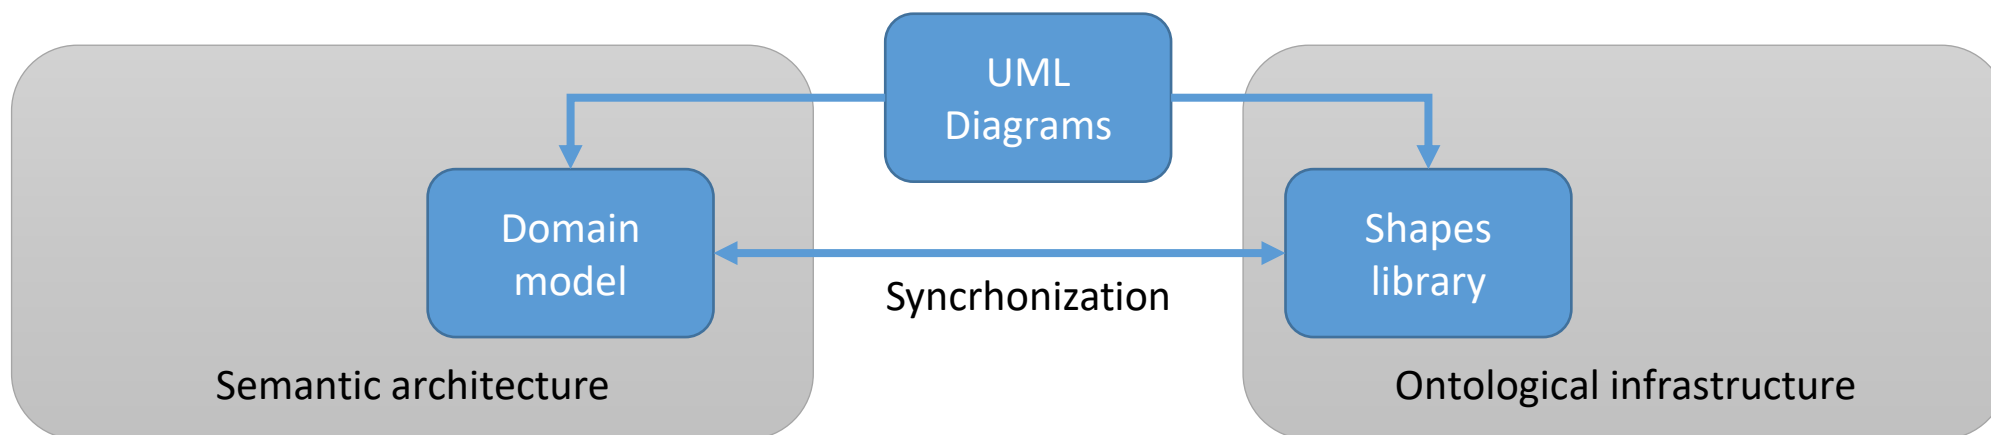 UML
Diagrams
Domain
model
Shapes
library
Syncrhonization
Semantic architecture
Ontological infrastructure